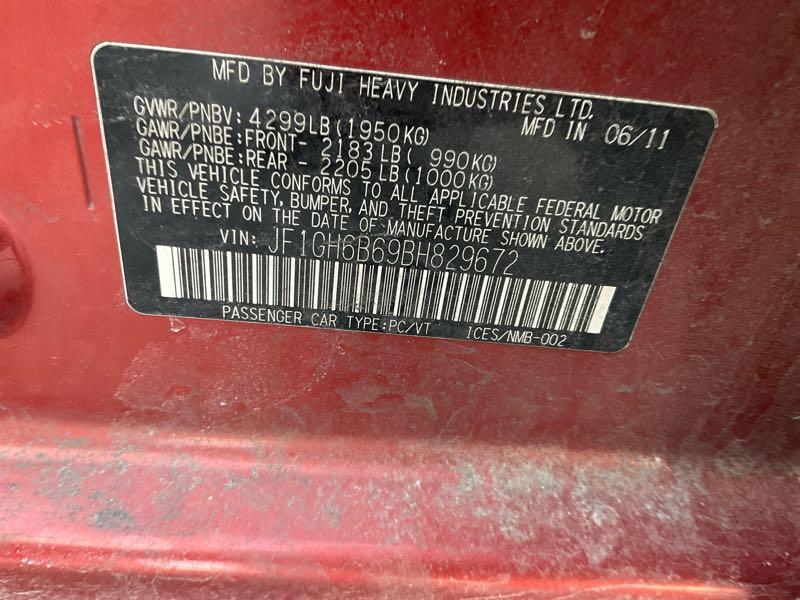 MFD BY FUJI HEAVY INDUSTRIES LTD.
GVWR/PNBV: 4299LB(1950KG) MFD IN 06/11
GAWR/PNBE:FRONT- 2183LB( 990KG)
GAWR/PNBE:REAR - 2205LB(1000KG)
THIS VEHICLE CONFORMS TO ALL APPLICABLE FEDERAL MOTOR
VEHICLE SAFETY, BUMPER, AND THEFT PREVENTION STANDARDS
IN EFFECT ON THE DATE OF MANUFACTURE SHOWN ABOVE.
VIN: JF1GH6B69BH829672
PASSENGER CAR TYPE:PC/VT ICES/NMB-002